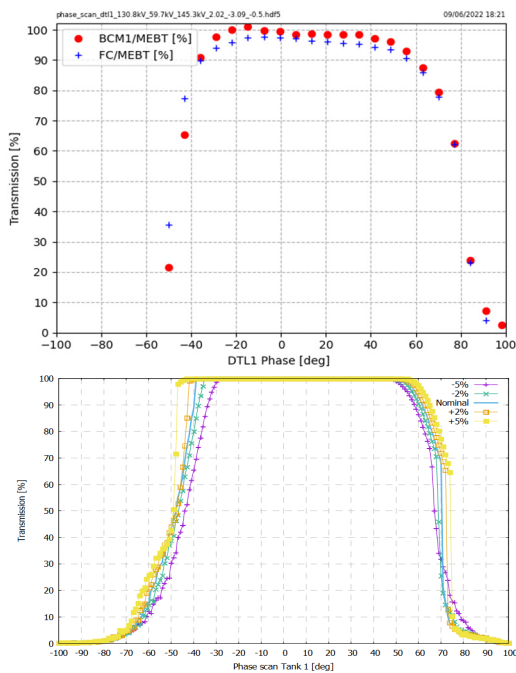 phase_scan_dtl1_130.8kV_59.7kV_145.3kV_2.02_-3.09_-0.5.hdf5 09/06/2022 18:21
100
BCM1/MEBT [%]
FC/MEBT [%]
90
80
70
60
50
40
30
20
10
0
Transmission [%]
−100 −80 −60 −40 −20 0 20 40 60 80 100
DTL1 Phase [deg]
100
90
80
70
60
50
40
30
20
10
0
Transmission [%]
-5%
-2%
Nominal
+2%
+5%
-100 -90 -80 -70 -60 -50 -40 -30 -20 -10 0 10 20 30 40 50 60 70 80 90 100
Phase scan Tank 1 [deg]